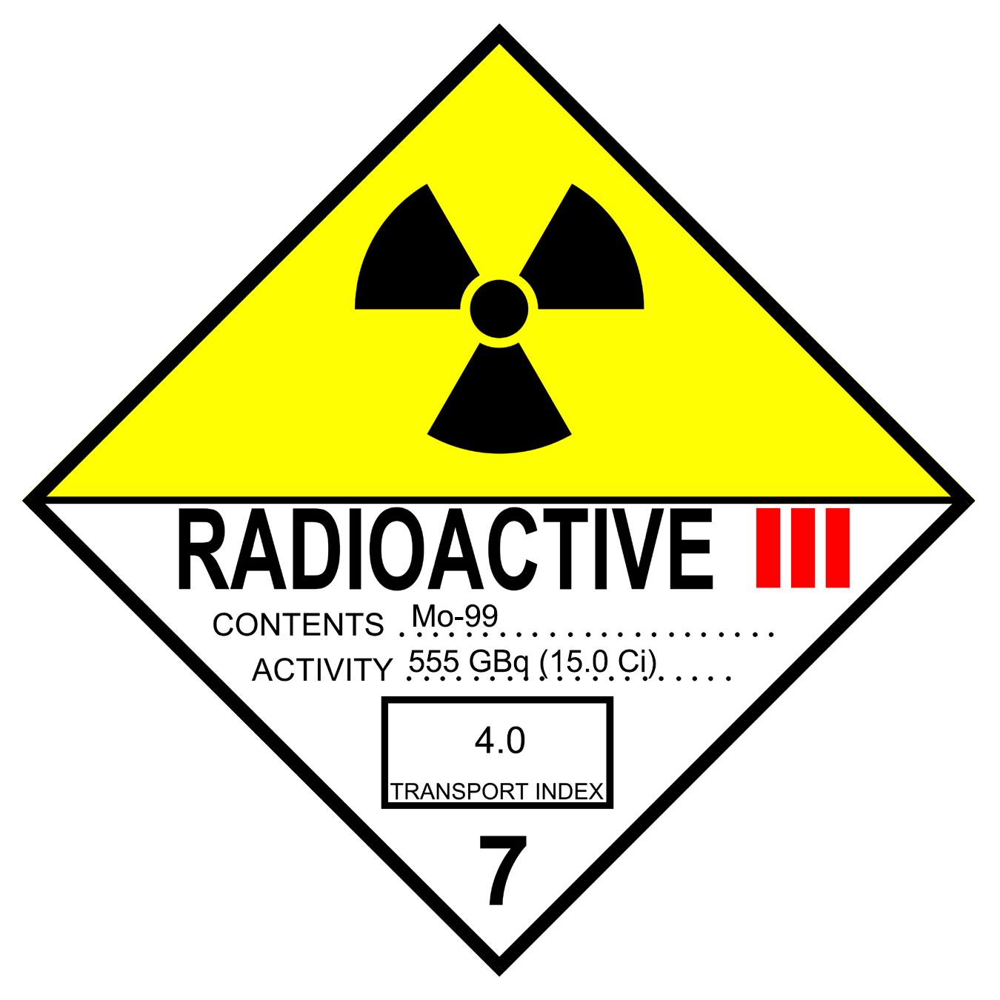 RADIOACTIVE III
CONTENTS Mo-99
ACTIVITY 555 GBq (15.0 Ci)
4.0
TRANSPORT INDEX
7